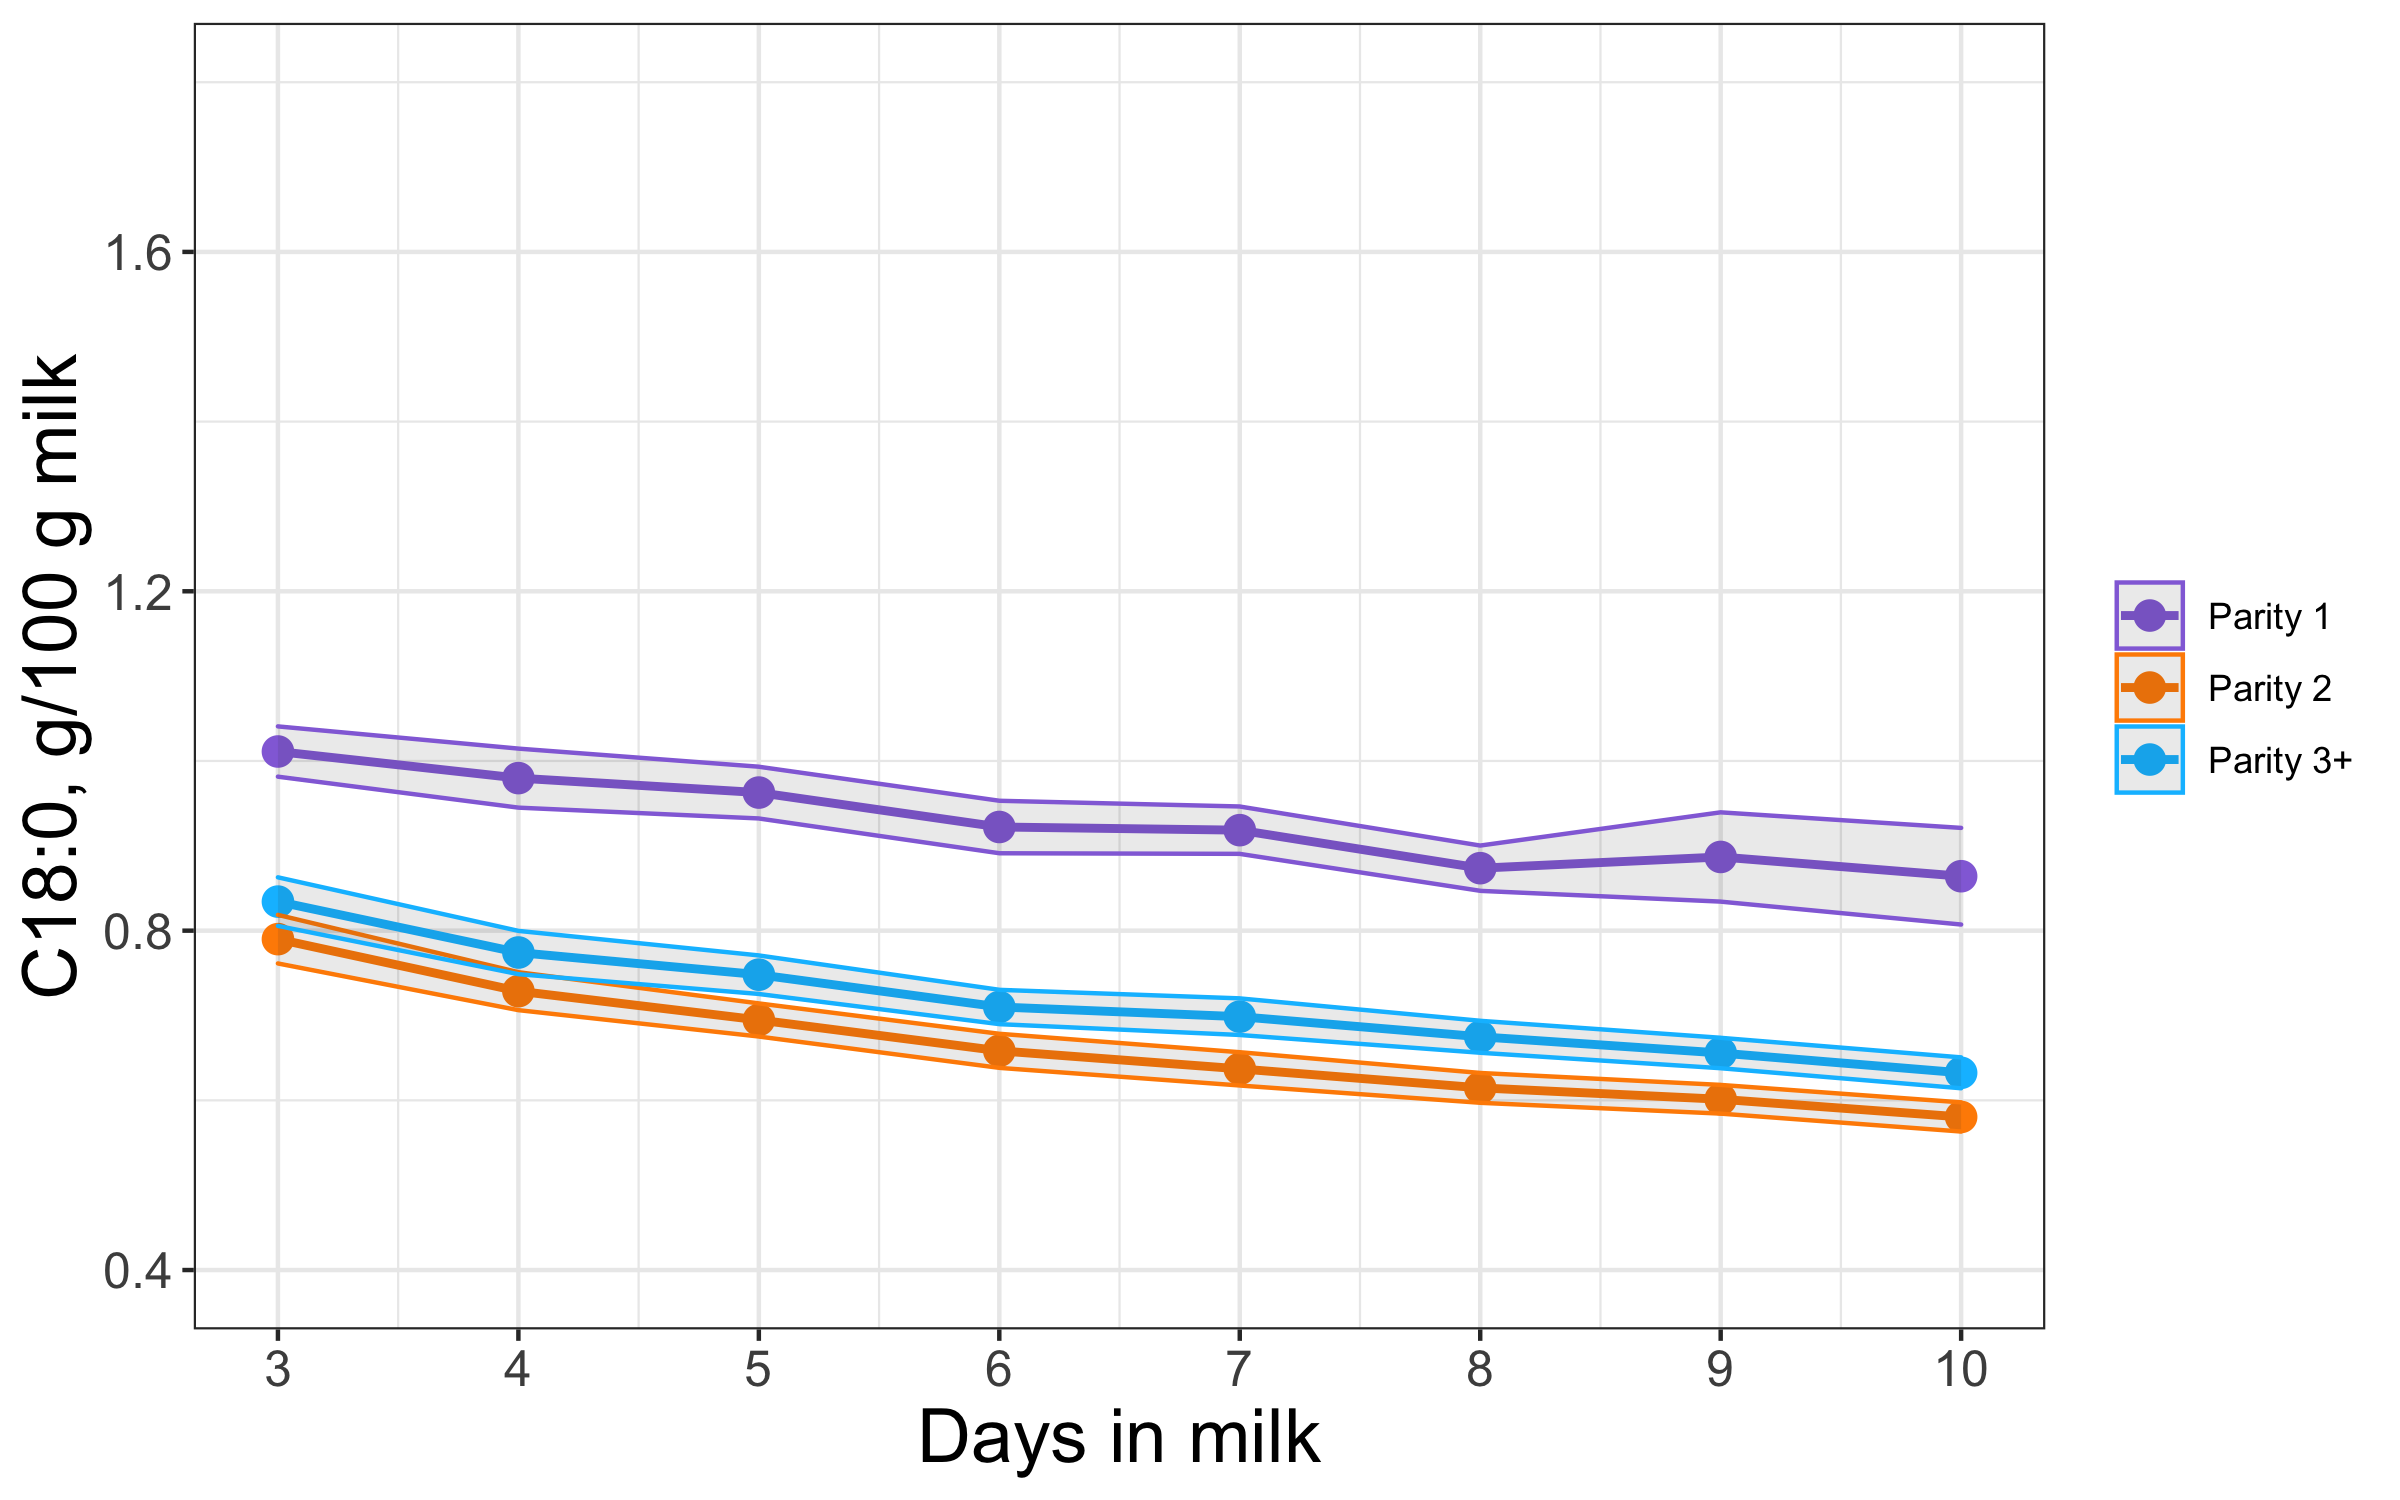 C18:0, g/100 g milk
1.6
1.2
0.8
0.4
3 4 5 6 7 8 9 10
Days in milk
Parity 1
Parity 2
Parity 3+